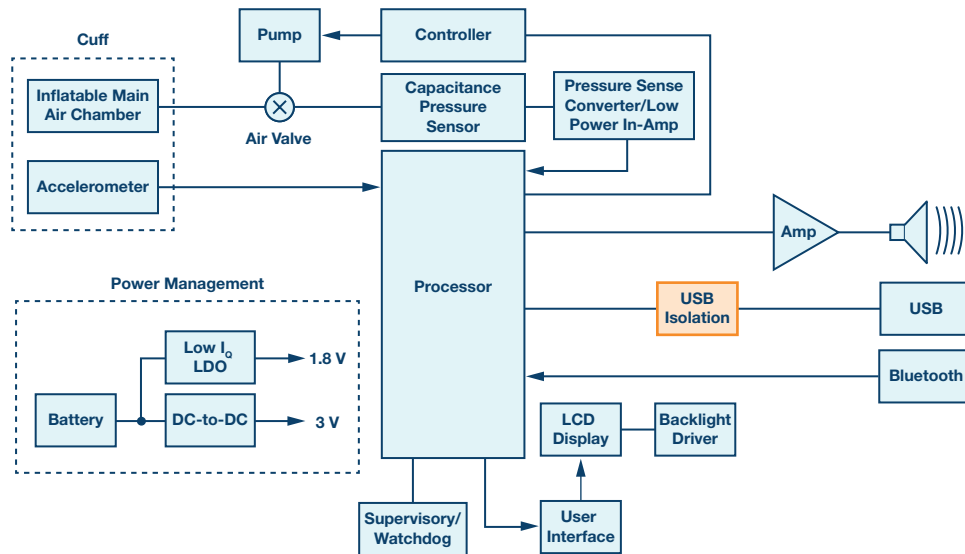 Cuff
Pump
Controller
Inflatable Main
Air Chamber
Air Valve
Capacitance
Pressure
Sensor
Pressure Sense
Converter/Low
Power In-Amp
Accelerometer
Processor
Amp
Power Management
USB
Isolation
USB
Low IQ
LDO
1.8 V
Bluetooth
Battery
DC-to-DC
3 V
LCD
Display
Backlight
Driver
Supervisory/
Watchdog
User
Interface